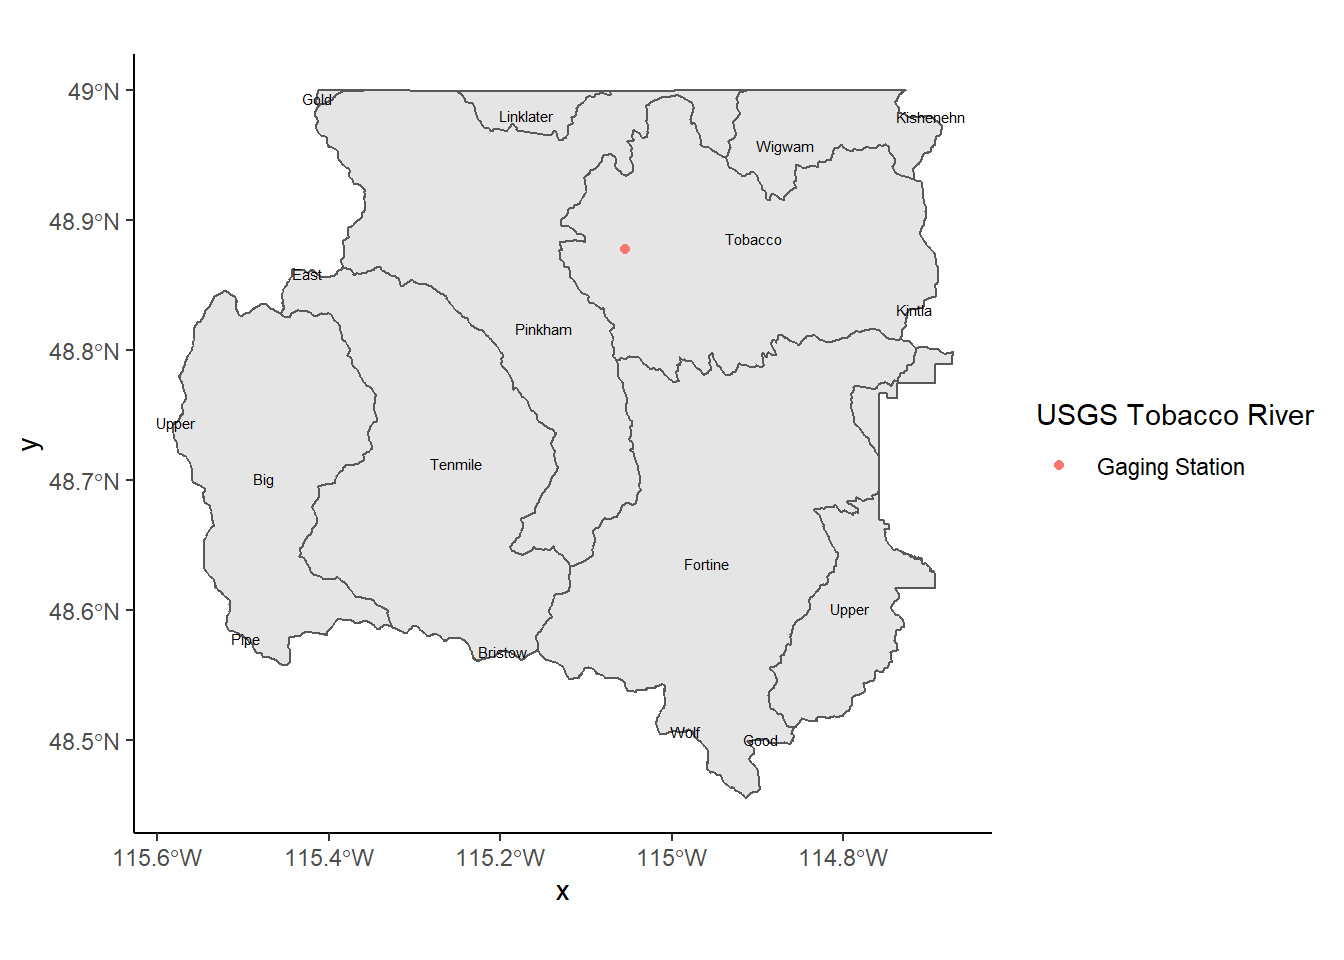 49°N
48.9°N
48.8°N
48.7°N
48.6°N
48.5°N
y
Gold
Linklater
Kishenehn
Wigwam
Tobacco
East
Kintla
Pinkham
Upper
Tenmile
Big
Fortine
Upper
Pipe
Bristow
Wolf
Good
115.6°W
115.4°W
115.2°W
115°W
114.8°W
x
USGS Tobacco River
Gaging Station